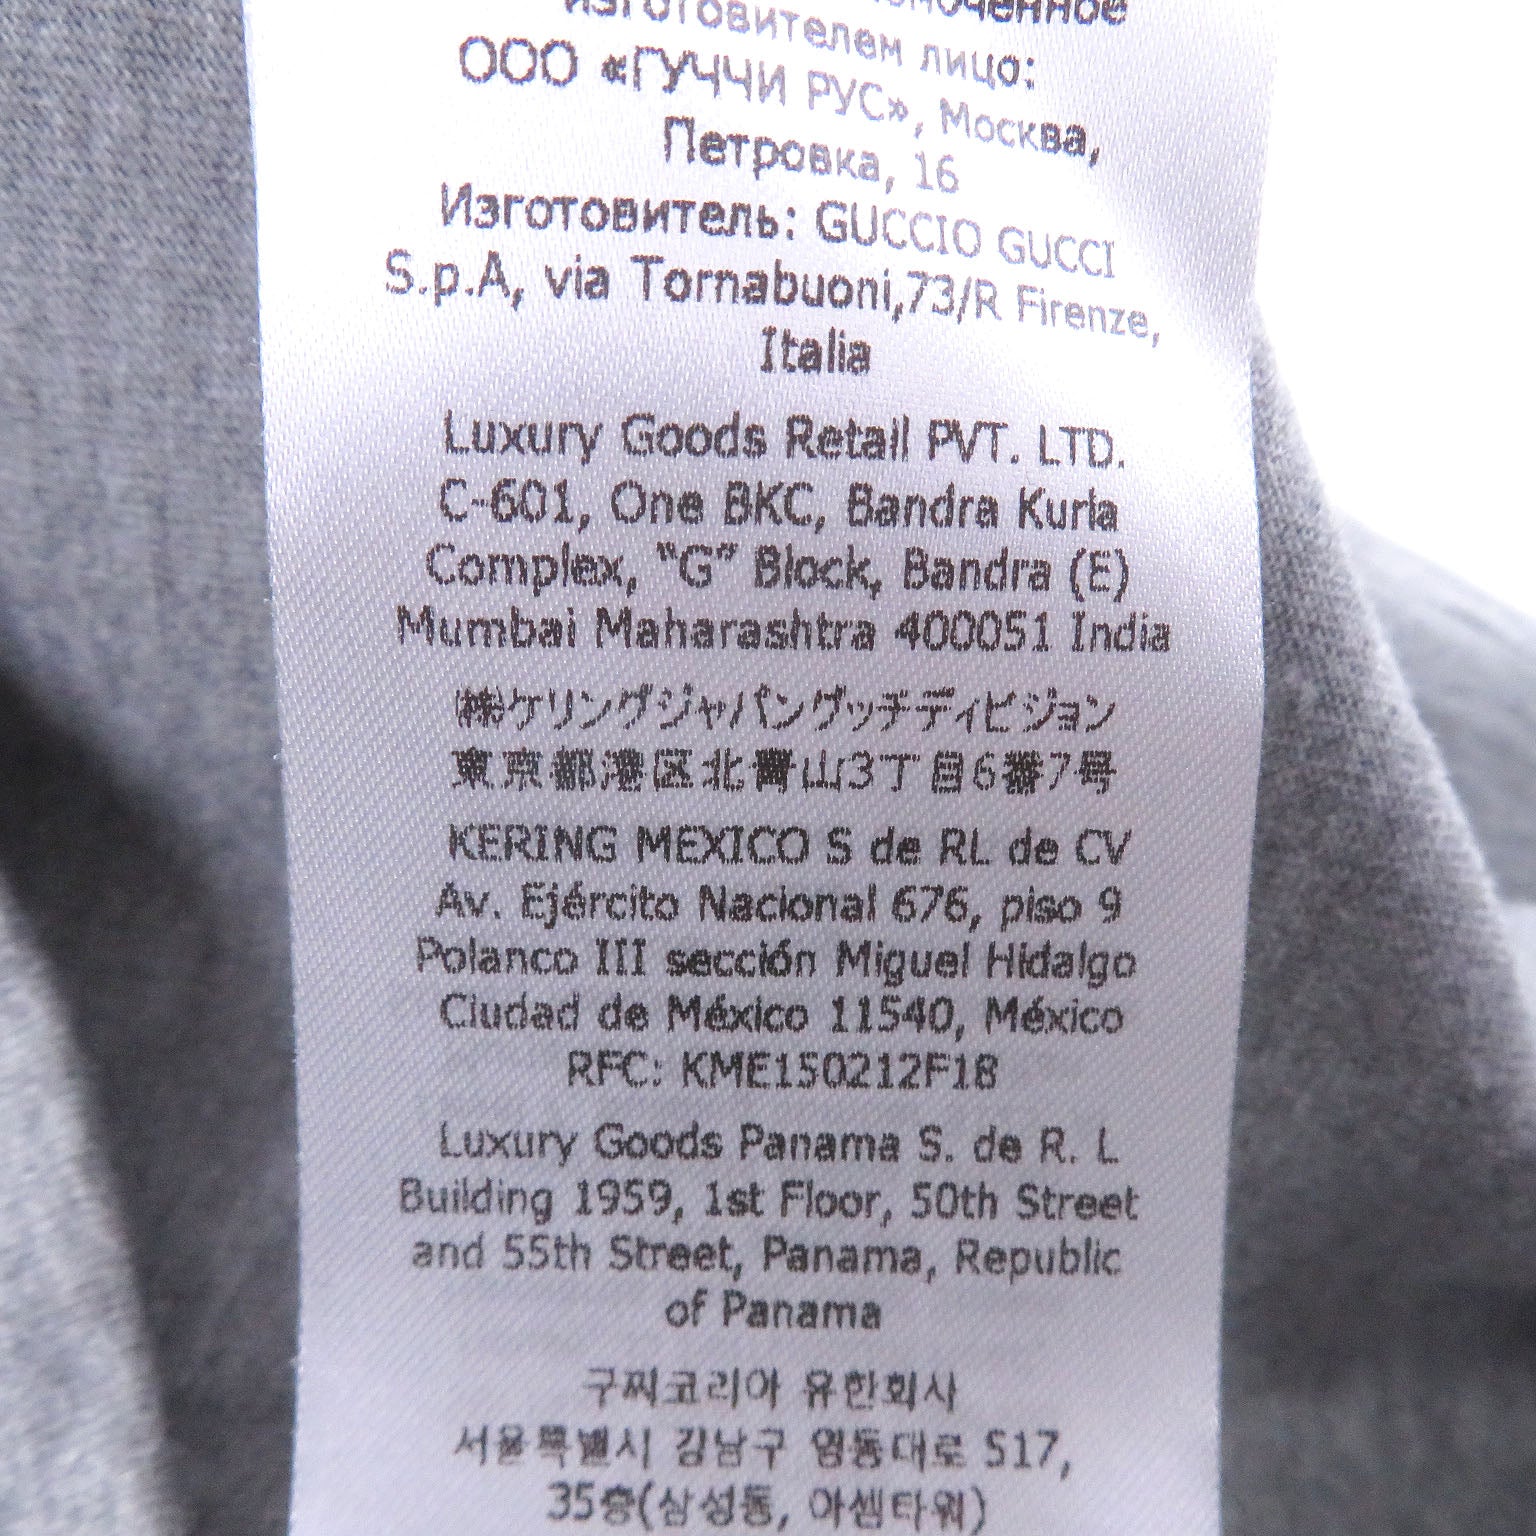 изготовителем лицо:
ООО «ГУЧЧИ РУС», Москва,
Петровка, 16
Изготовитель: GUCCIO GUCCI
S.p.A, via Tornabuoni,73/R Firenze,
Italia
Luxury Goods Retail PVT. LTD.
C-601, One BKC, Bandra Kurla
Complex, "G" Block, Bandra (E)
Mumbai Maharashtra 400051 India
㈱ケリングジャパングッチディビジョン
東京都港区北青山3丁目6番7号
KERING MEXICO S de RL de CV
Av. Ejército Nacional 676, piso 9
Polanco III sección Miguel Hidalgo
Ciudad de México 11540, México
RFC: KME150212F18
Luxury Goods Panama S. de R. L
Building 1959, 1st Floor, 50th Street
and 55th Street, Panama, Republic
of Panama
구찌코리아 유한회사
서울특별시 강남구 영동대로 517,
35층(삼성동, 아셈타워)